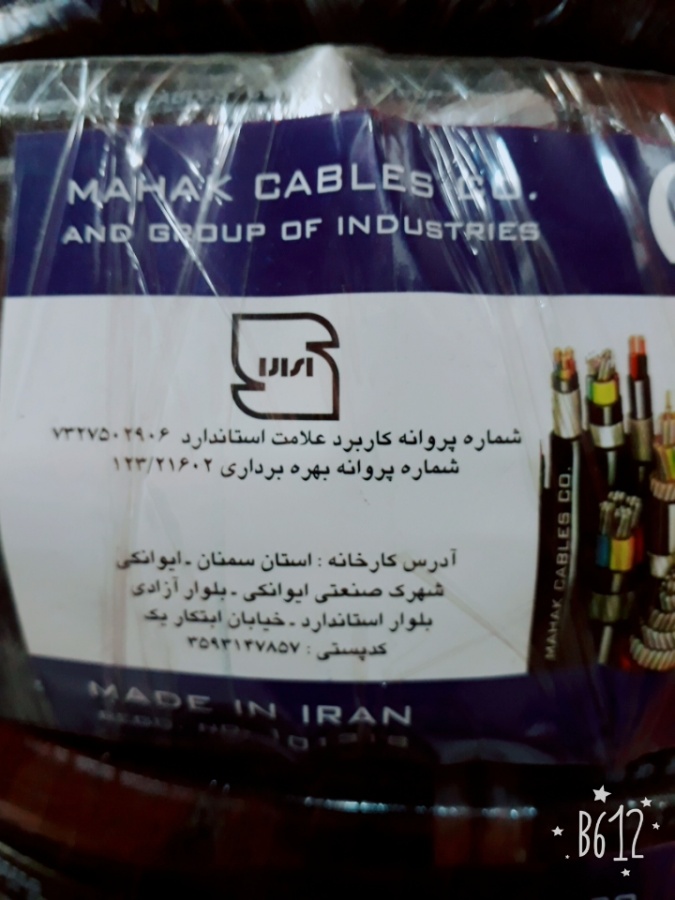 MAHAK CABLES CO.
AND GROUP OF INDUSTRIES
شماره پروانه کاربرد علامت استاندارد ۷۳۲۷۵۰۲۹۰۶
شماره پروانه بهره برداری ۱۲۳/۲۱۶۰۲
آدرس کارخانه : استان سمنان ـ ایوانکی
شهرک صنعتی ایوانکی ـ بلوار آزادی
بلوار استاندارد ـ خیابان ابتکار یک
کدپستی : ۳۵۹۳۱۴۷۸۵۷
MAHAK CABLES CO.
MADE IN IRAN
B612